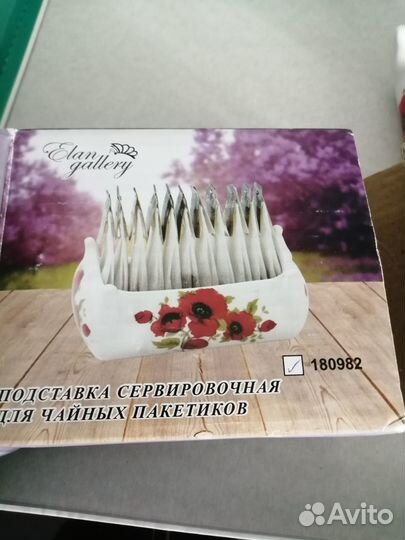 Elan
gallery
180982
ПОДСТАВКА СЕРВИРОВОЧНАЯ
ДЛЯ ЧАЙНЫХ ПАКЕТИКОВ
Avito